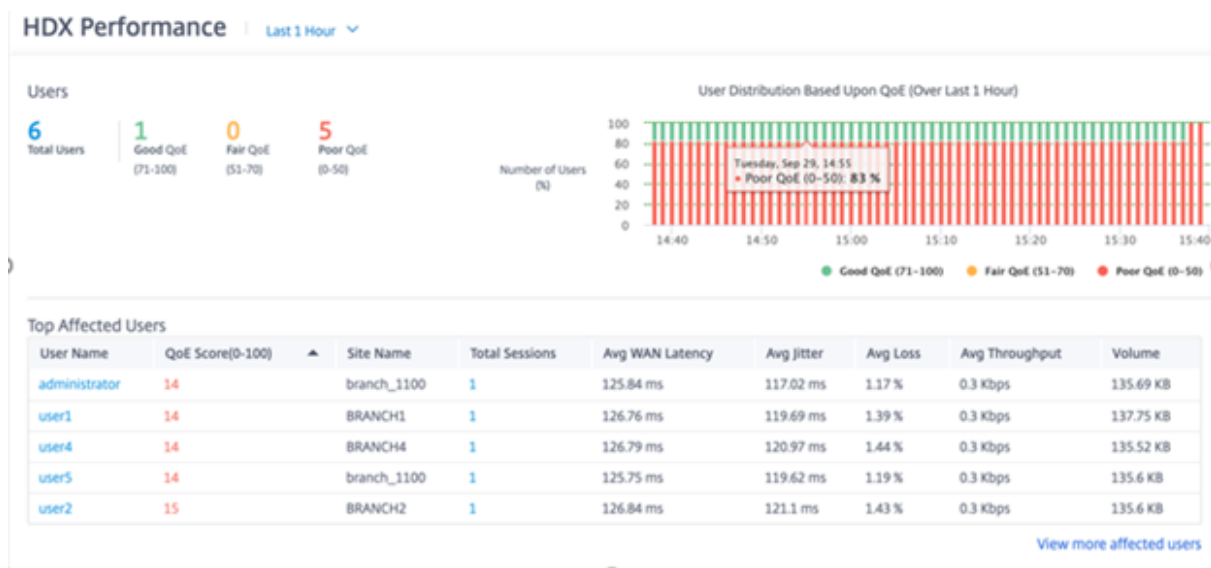 HDX Performance Last 1 Hour
Users
6 1 0 5
Total Users Good QoE Fair QoE Poor QoE
(71-100) (51-70) (0-50)
User Distribution Based Upon QoE (Over Last 1 Hour)
Number of Users
(%)
100
80
60
40
20
0
Tuesday, Sep 29, 14:55
Poor QoE (0-50): 83 %
14:40 14:50 15:00 15:10 15:20 15:30 15:40
Good QoE (71-100) Fair QoE (51-70) Poor QoE (0-50)
Top Affected Users
User Name QoE Score(0-100) Site Name Total Sessions Avg WAN Latency Avg Jitter Avg Loss Avg Throughput Volume
administrator 14 branch_1100 1 125.84 ms 117.02 ms 1.17 % 0.3 Kbps 135.69 KB
user1 14 BRANCH1 1 126.76 ms 119.69 ms 1.39 % 0.3 Kbps 137.75 KB
user4 14 BRANCH4 1 126.79 ms 120.97 ms 1.44 % 0.3 Kbps 135.52 KB
user5 14 branch_1100 1 125.75 ms 119.62 ms 1.19 % 0.3 Kbps 135.6 KB
user2 15 BRANCH2 1 126.84 ms 121.1 ms 1.43 % 0.3 Kbps 135.6 KB
View more affected users